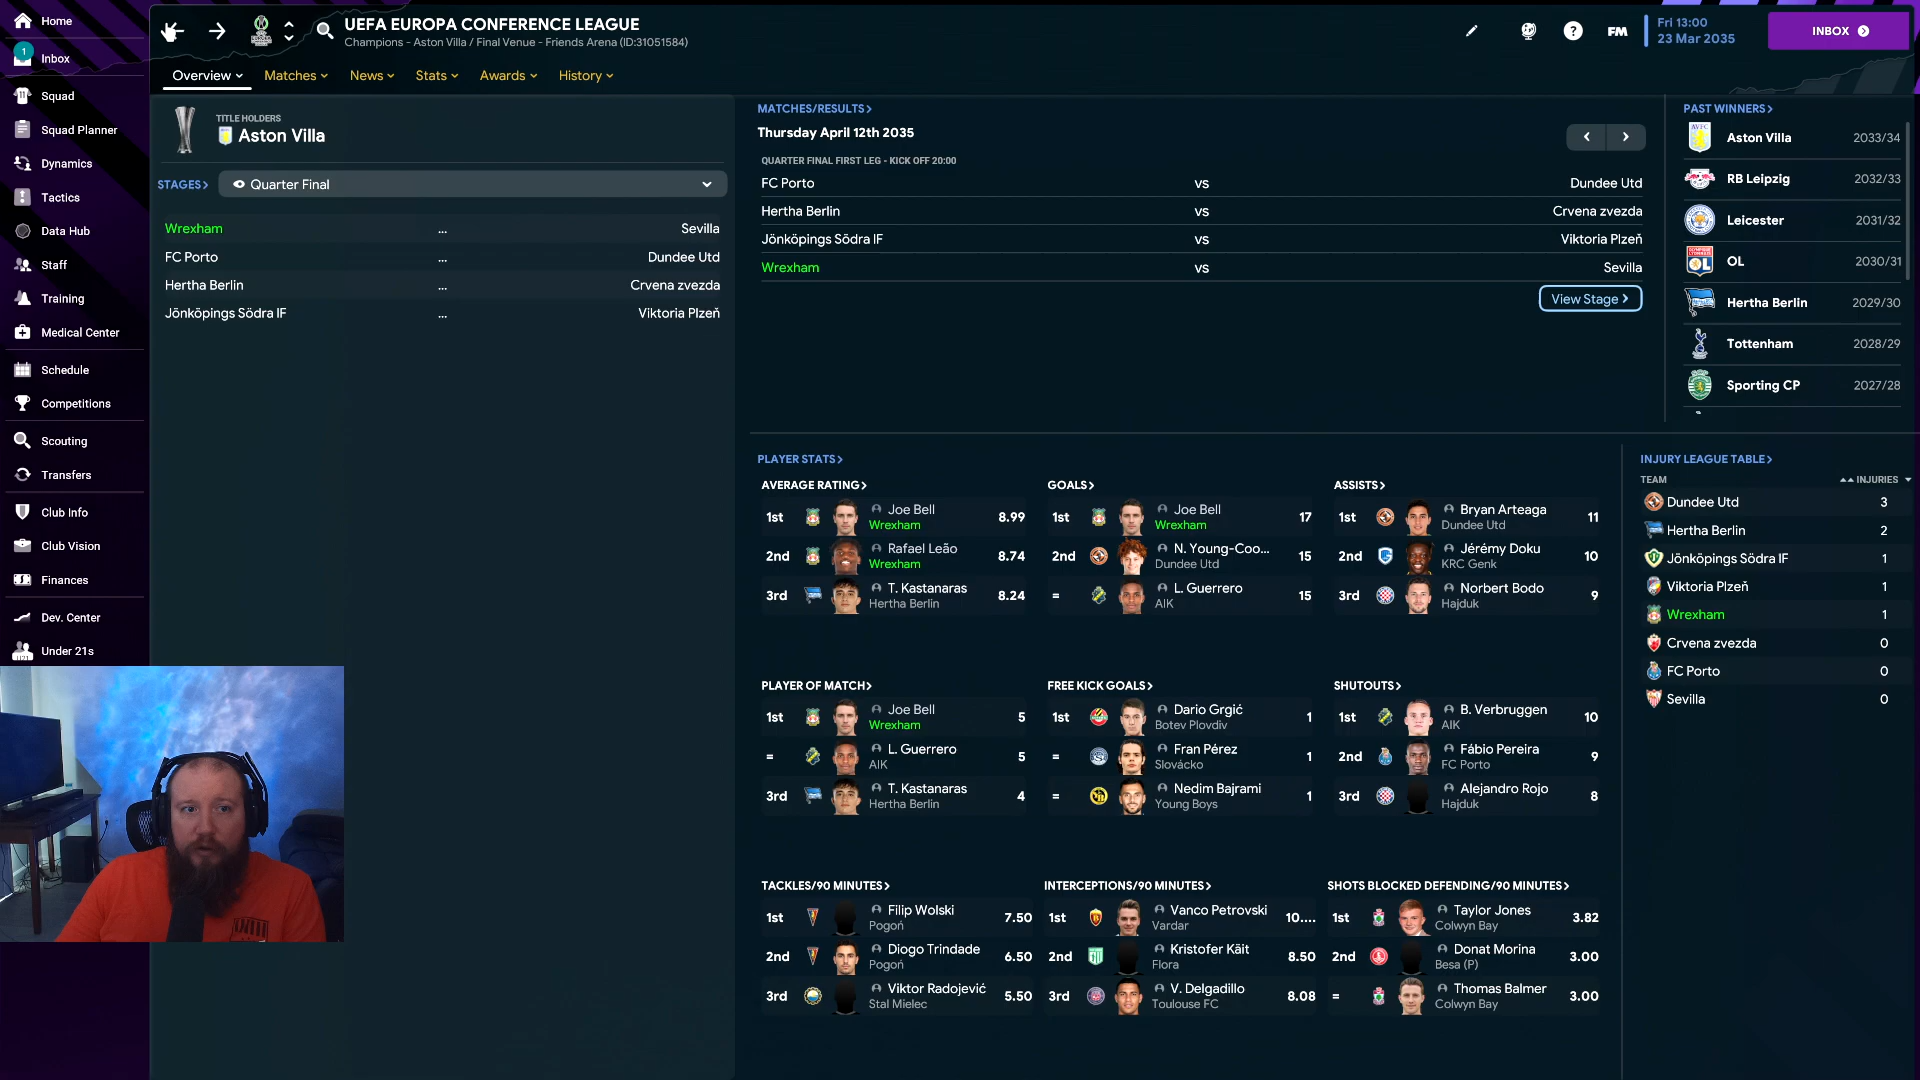 Home
1
Inbox
Squad
Squad Planner
Dynamics
Tactics
Data Hub
Staff
Training
Medical Center
Schedule
Competitions
Scouting
Transfers
Club Info
Club Vision
Finances
Dev. Center
Under 21s
UEFA EUROPA CONFERENCE LEAGUE
Champions - Aston Villa / Final Venue - Friends Arena (ID:31051584)
FM
Fri 13:00
23 Mar 2035
INBOX
Overview
Matches
News
Stats
Awards
History
TITLE HOLDERS
Aston Villa
STAGES
Quarter Final
Wrexham ... Sevilla
FC Porto ... Dundee Utd
Hertha Berlin ... Crvena zvezda
Jönköpings Södra IF ... Viktoria Plzeň
MATCHES/RESULTS
Thursday April 12th 2035
QUARTER FINAL FIRST LEG - KICK OFF 20:00
FC Porto vs Dundee Utd
Hertha Berlin vs Crvena zvezda
Jönköpings Södra IF vs Viktoria Plzeň
Wrexham vs Sevilla
View Stage
PAST WINNERS
Aston Villa 2033/34
RB Leipzig 2032/33
Leicester 2031/32
OL 2030/31
Hertha Berlin 2029/30
Tottenham 2028/29
Sporting CP 2027/28
PLAYER STATS
AVERAGE RATING
1st Joe Bell 8.99
Wrexham
2nd Rafael Leão 8.74
Wrexham
3rd T. Kastanaras 8.24
Hertha Berlin
GOALS
1st Joe Bell 17
Wrexham
2nd N. Young-Coo... 15
Dundee Utd
= L. Guerrero 15
AIK
ASSISTS
1st Bryan Arteaga 11
Dundee Utd
2nd Jérémy Doku 10
KRC Genk
3rd Norbert Bodo 9
Hajduk
PLAYER OF MATCH
1st Joe Bell 5
Wrexham
= L. Guerrero 5
AIK
3rd T. Kastanaras 4
Hertha Berlin
FREE KICK GOALS
1st Dario Grgić 1
Botev Plovdiv
= Fran Pérez 1
Slovácko
= Nedim Bajrami 1
Young Boys
SHUTOUTS
1st B. Verbruggen 10
AIK
2nd Fábio Pereira 9
FC Porto
3rd Alejandro Rojo 8
Hajduk
TACKLES/90 MINUTES
1st Filip Wolski 7.50
Pogoń
2nd Diogo Trindade 6.50
Pogoń
3rd Viktor Radojević 5.50
Stal Mielec
INTERCEPTIONS/90 MINUTES
1st Vanco Petrovski 10....
Vardar
2nd Kristofer Käit 8.50
Flora
3rd V. Delgadillo 8.08
Toulouse FC
SHOTS BLOCKED DEFENDING/90 MINUTES
1st Taylor Jones 3.82
Colwyn Bay
2nd Donat Morina 3.00
Besa (P)
= Thomas Balmer 3.00
Colwyn Bay
INJURY LEAGUE TABLE
TEAM INJURIES
Dundee Utd 3
Hertha Berlin 2
Jönköpings Södra IF 1
Viktoria Plzeň 1
Wrexham 1
Crvena zvezda 0
FC Porto 0
Sevilla 0